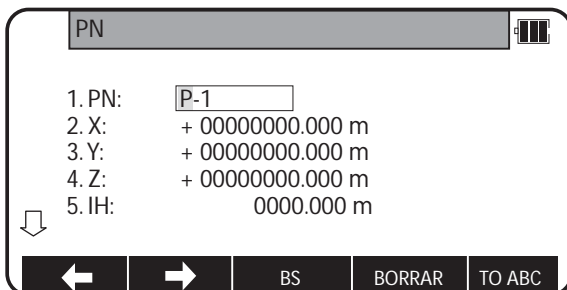 PN
1. PN: P-1
2. X: + 00000000.000 m
3. Y: + 00000000.000 m
4. Z: + 00000000.000 m
5. IH: 0000.000 m
BS BORRAR TO ABC